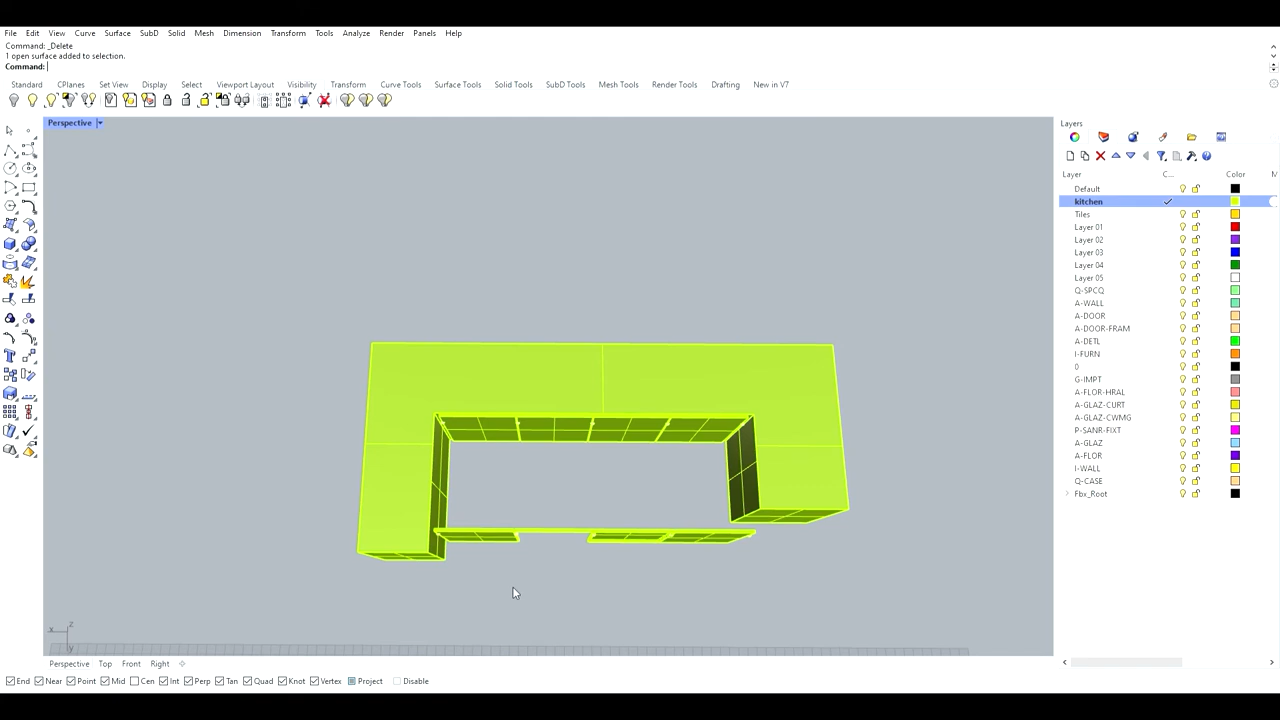 File Edit View Curve Surface SubD Solid Mesh Dimension Transform Tools Analyze Render Panels Help
Command: _Delete
1 open surface added to selection.
Command:
Standard CPlanes Set View Display Select Viewport Layout Visibility Transform Curve Tools Surface Tools Solid Tools SubD Tools Mesh Tools Render Tools Drafting New in V7
Perspective
Layers
Layer C... Color M
Default
kitchen
Tiles
Layer 01
Layer 02
Layer 03
Layer 04
Layer 05
Q-SPCQ
A-WALL
A-DOOR
A-DOOR-FRAM
A-DETL
I-FURN
0
G-IMPT
A-FLOR-HRAL
A-GLAZ-CURT
A-GLAZ-CWMG
P-SANR-FIXT
A-GLAZ
A-FLOR
I-WALL
Q-CASE
Fbx_Root
z
x
y
Perspective Top Front Right
End Near Point Mid Cen Int Perp Tan Quad Knot Vertex Project Disable